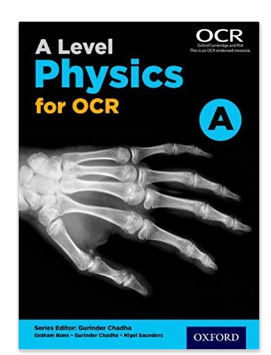 A Level
Physics
for OCR
OCR
Oxford Cambridge and RSA
This is an OCR endorsed resource
A
Series Editor: Gurinder Chadha
Graham Bone • Gurinder Chadha • Nigel Saunders
OXFORD